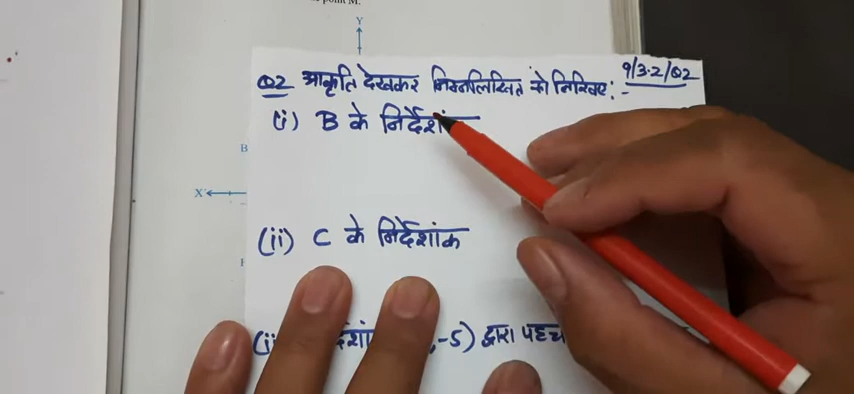 point M.
Y
9/3.2/Q2
Q2 आकृति देखकर निम्नलिखित को लिखिए:-
(i) B के निर्देशां
B
X'
(ii) C के निर्देशांक
(i देशां , -5) द्वारा पहच